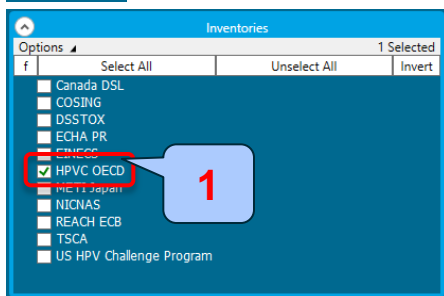 Inventories
Options 1 Selected
f Select All Unselect All Invert
Canada DSL
COSING
DSSTOX
ECHA PR
EINECS
HPVC OECD
METI Japan
NICNAS
REACH ECB
TSCA
US HPV Challenge Program
1